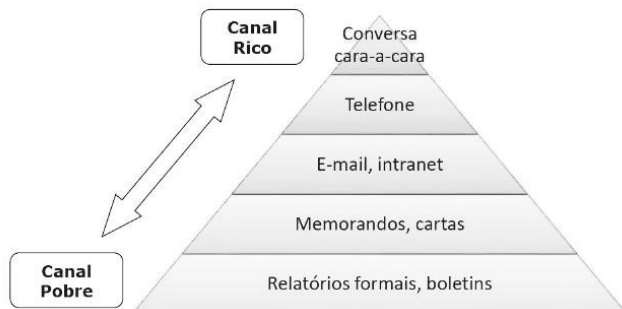 Canal
Rico
Conversa
cara-a-cara
Telefone
E-mail, intranet
Memorandos, cartas
Canal
Pobre
Relatórios formais, boletins